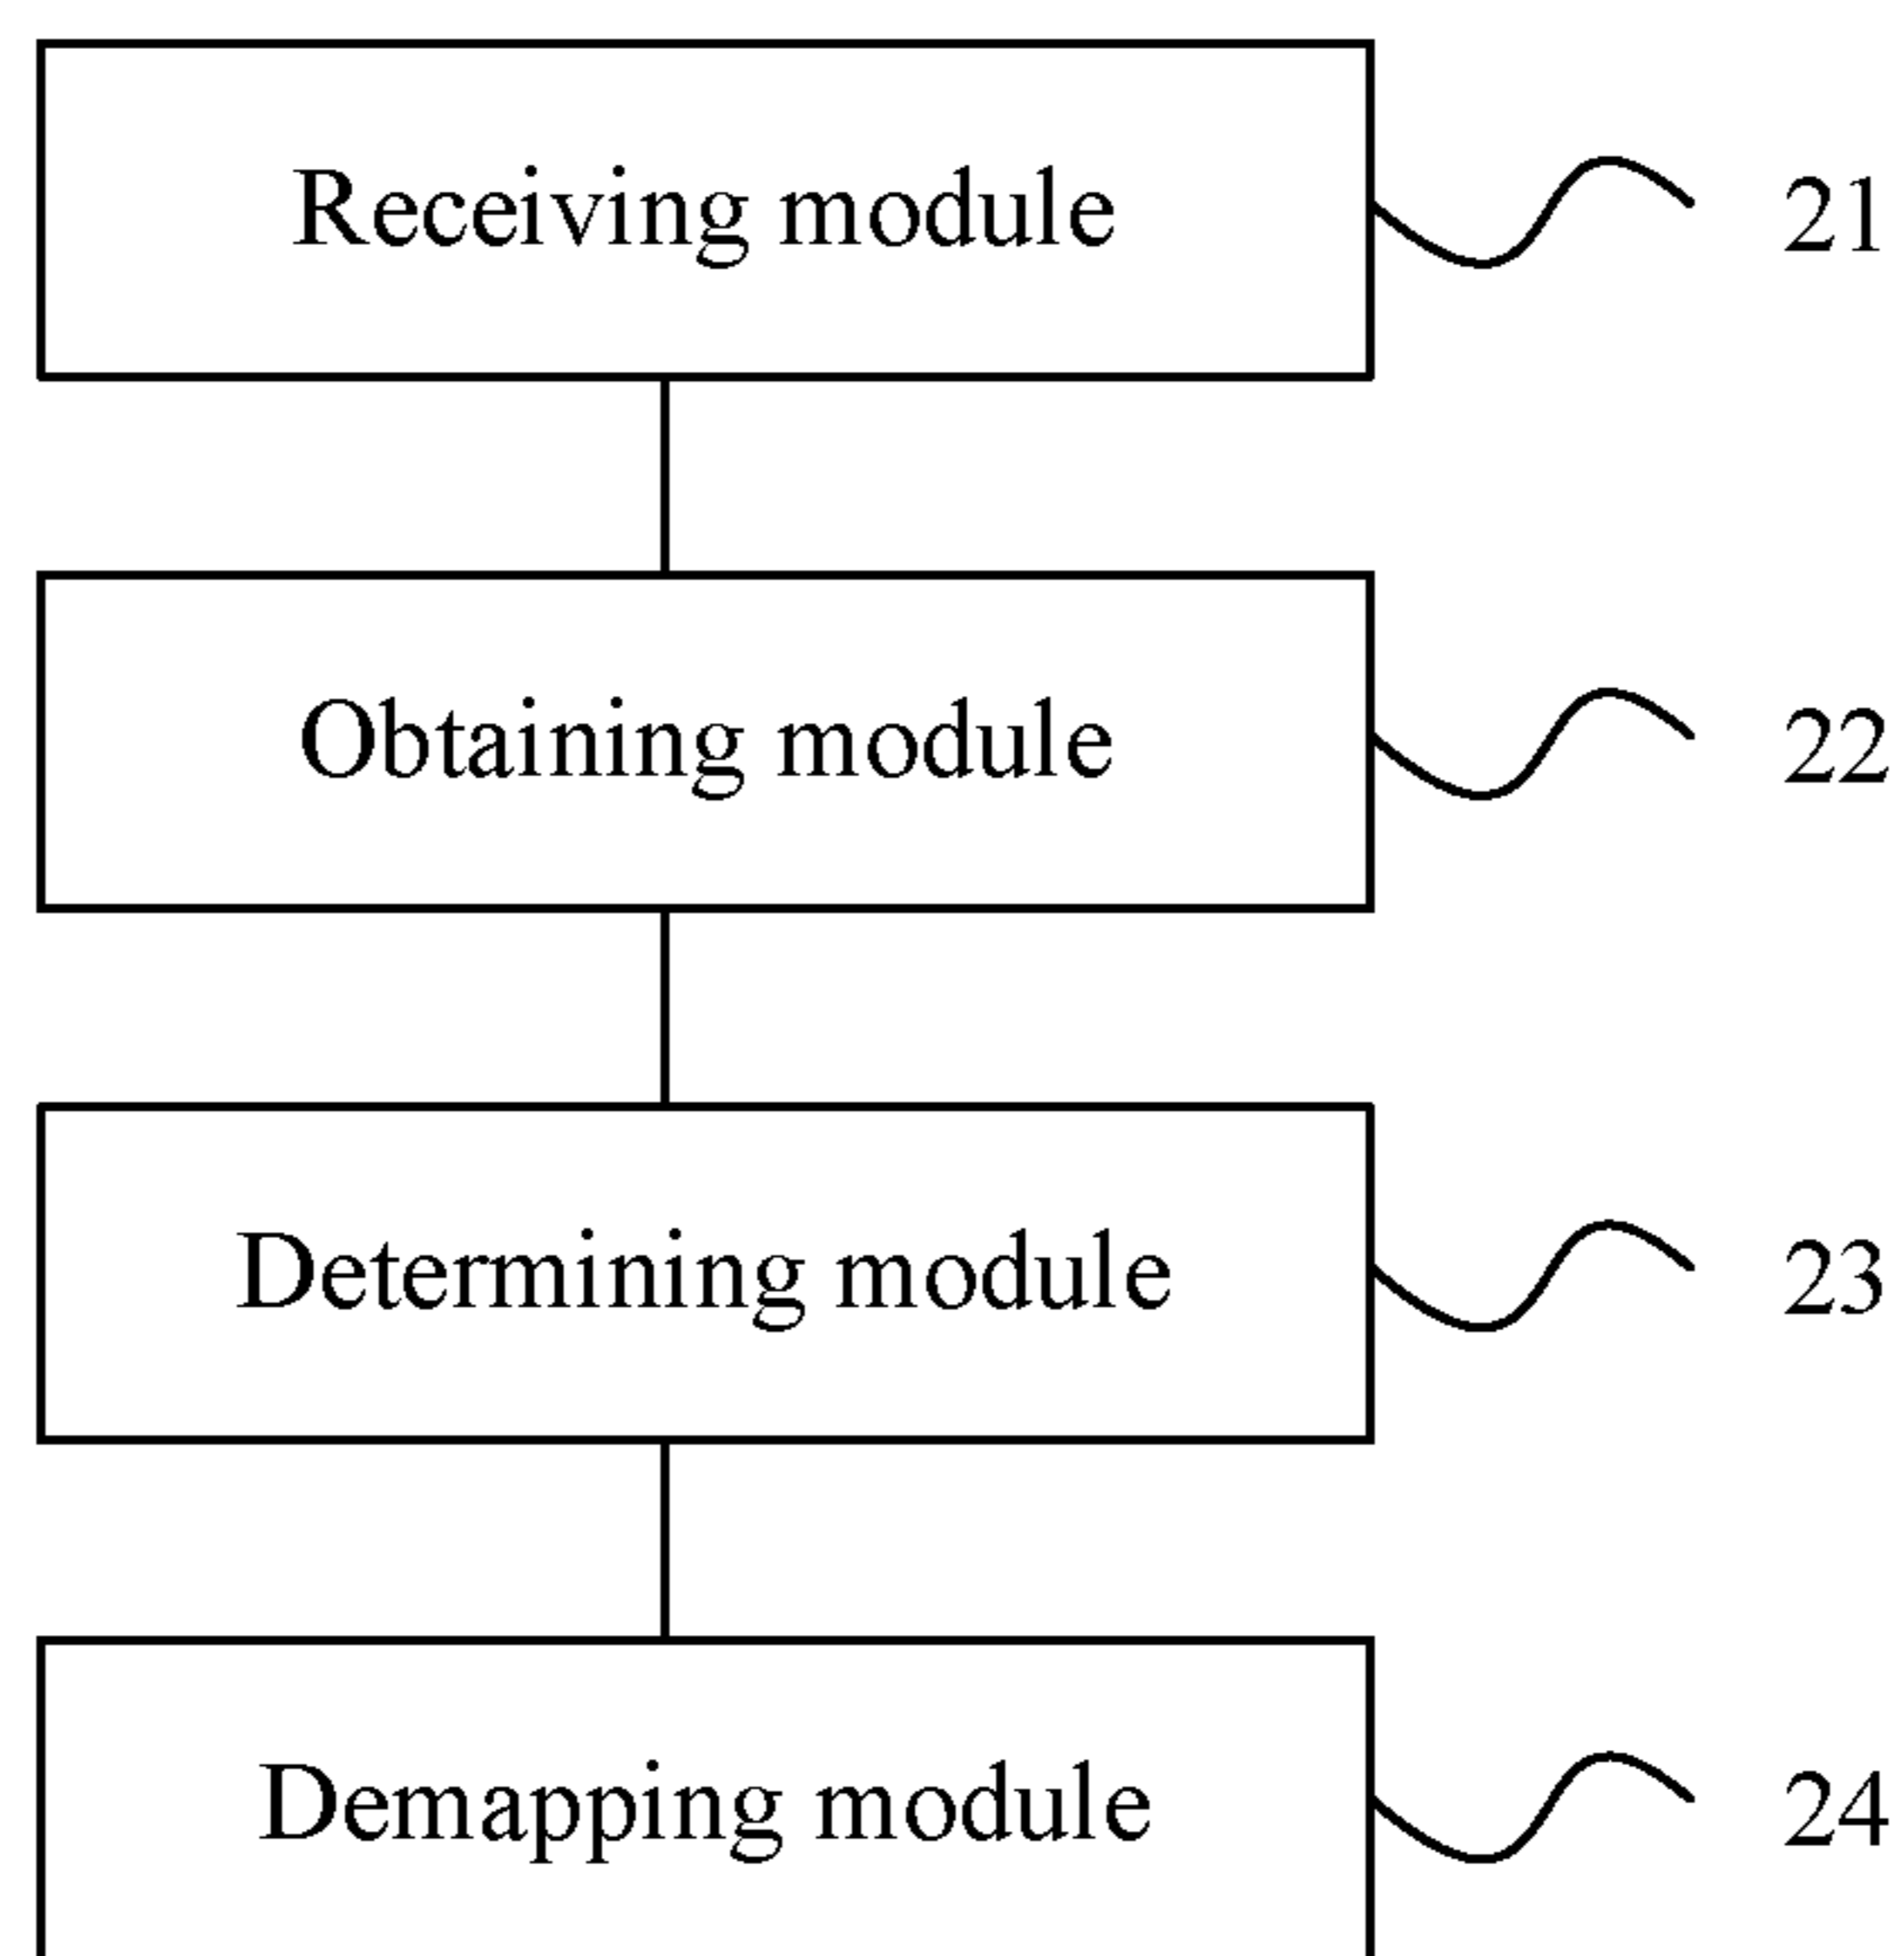 Receiving module 21
Obtaining module 22
Determining module 23
Demapping module 24